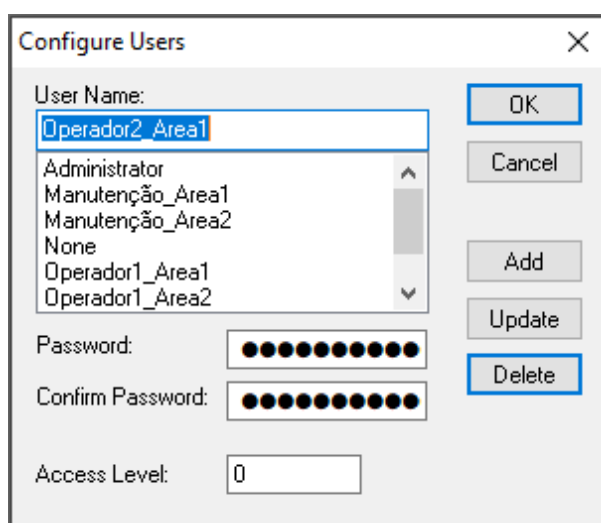 Configure Users
User Name:
Operador2_Area1
Administrator
Manutenção_Area1
Manutenção_Area2
None
Operador1_Area1
Operador1_Area2
Password:
●●●●●●●●●●
Confirm Password:
●●●●●●●●●●
Access Level:
0
OK
Cancel
Add
Update
Delete